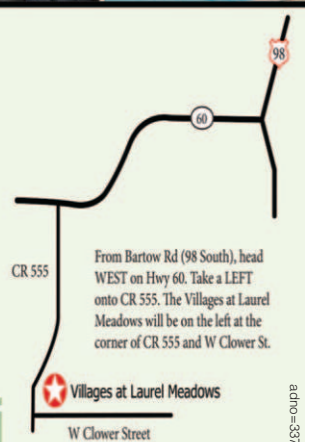 98
60
CR 555
From Bartow Rd (98 South), head
WEST on Hwy 60. Take a LEFT
onto CR 555. The Villages at Laurel
Meadows will be on the left at the
corner of CR 555 and W Clower St.
Villages at Laurel Meadows
W Clower Street
adno=337